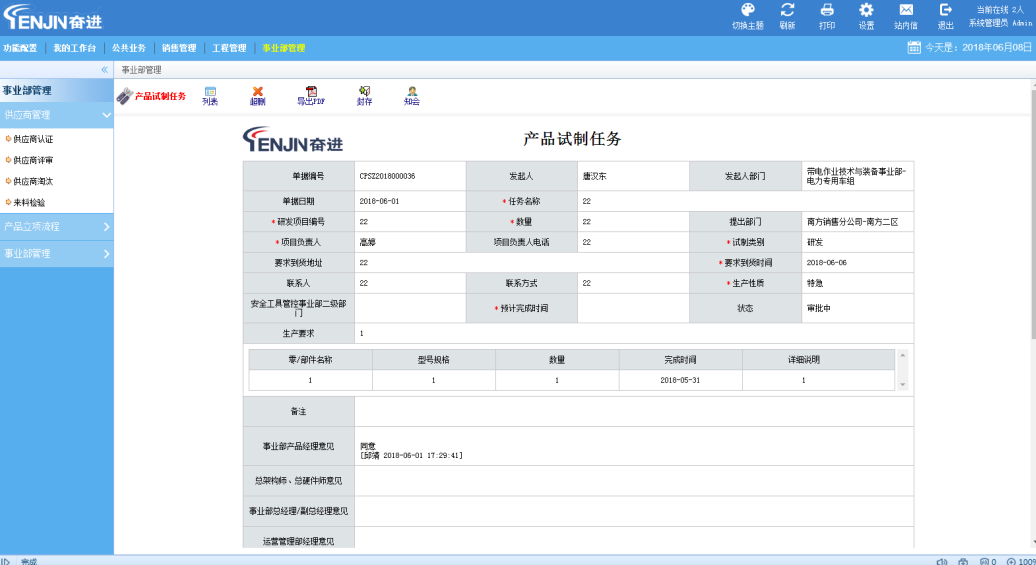 ENJIN奋进
切换主题 刷新 打印 设置 站内信 退出
当前在线 2人
系统管理员 Admin
功能配置 我的工作台 公共业务 销售管理 工程管理 事业部管理
今天是：2018年06月08日
« 事业部管理
事业部管理
供应商管理
供应商认证
供应商评审
供应商淘汰
来料检验
产品立项流程
事业部管理
产品试制任务 列表 超删 导出PDF 封存 知会
ENJIN奋进 产品试制任务
单据编号 CPSZ2018000036 发起人 唐汉东 发起人部门 带电作业技术与装备事业部-
电力专用车组
单据日期 2018-06-01 *任务名称 22
*研发项目编号 22 *数量 22 提出部门 南方销售分公司-南方二区
*项目负责人 高婷 项目负责人电话 22 *试制类别 研发
要求到货地址 22 *要求到货时间 2018-06-06
联系人 22 联系方式 22 *生产性质 特急
安全工具管控事业部二级部
门 *预计完成时间 状态 审批中
生产要求 1
零/部件名称 型号规格 数量 完成时间 详细说明
1 1 1 2018-05-31 1
备注
事业部产品经理意见 同意
[邱清 2018-06-01 17:29:41]
总架构师、总硬件师意见
事业部总经理/副总经理意见
运营管理部经理意见
完成 0 100%